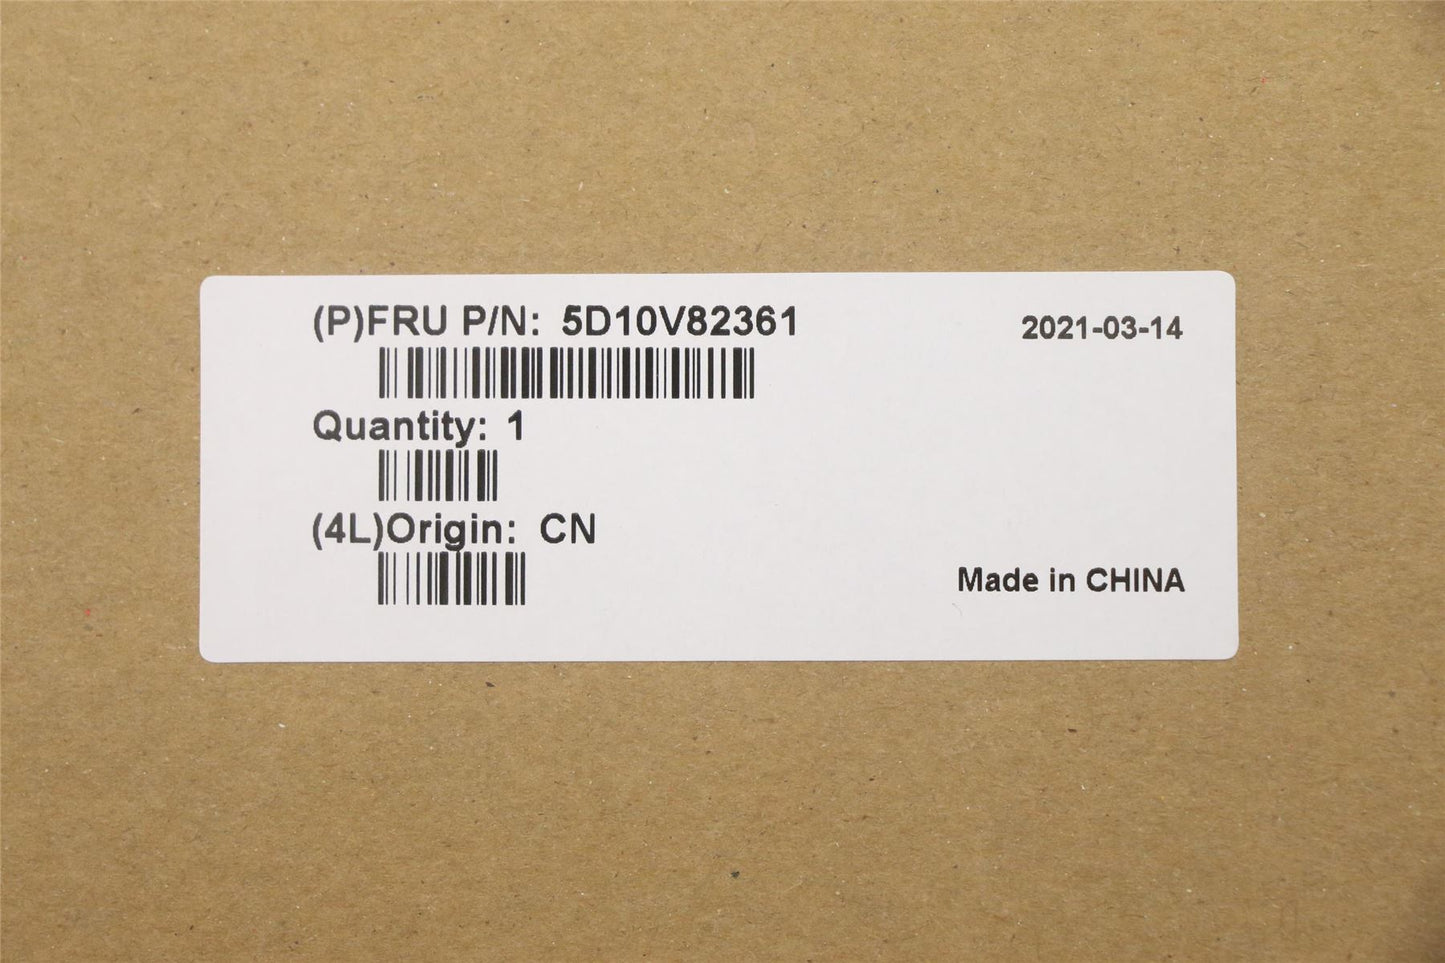 (P)FRU P/N: 5D10V82361
2021-03-14
Quantity: 1
(4L)Origin: CN
Made in CHINA